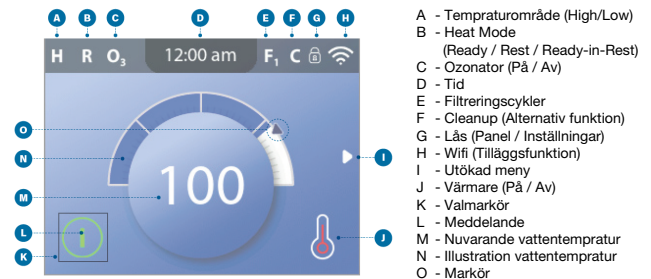 A B C D E F G H
H R O₃ 12:00 am F₁ C B
O
N
I
100
M
L
J
K
A - Tempraturområde (High/Low)
B - Heat Mode
(Ready / Rest / Ready-in-Rest)
C - Ozonator (På / Av)
D - Tid
E - Filtreringscykler
F - Cleanup (Alternativ funktion)
G - Lås (Panel / Inställningar)
H - Wifi (Tilläggsfunktion)
I - Utökad meny
J - Värmare (På / Av)
K - Valmarkör
L - Meddelande
M - Nuvarande vattentempratur
N - Illustration vattentempratur
O - Markör